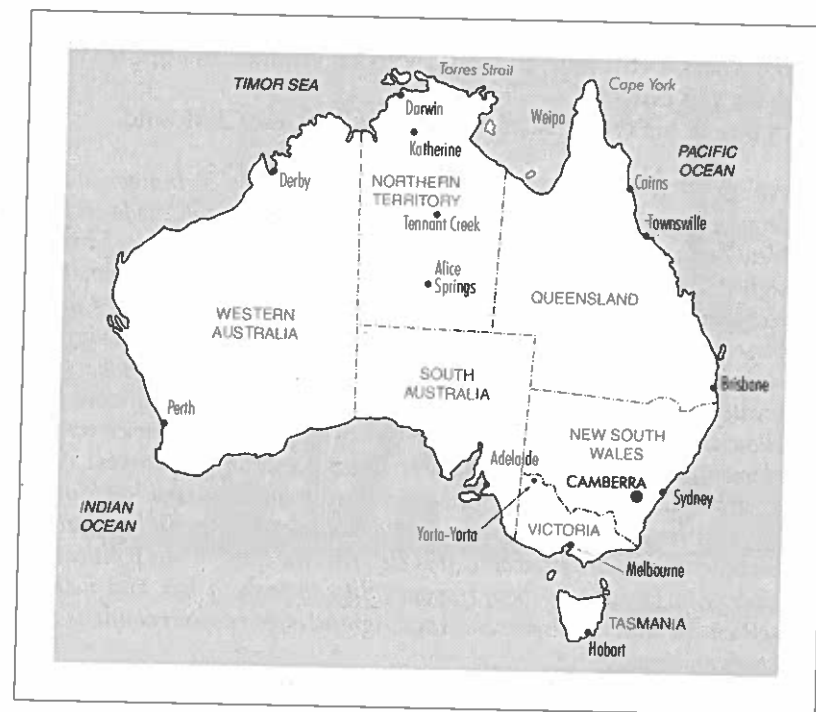 Torres Strait
TIMOR SEA
Cape York
Darwin
Weipa
Katherine
PACIFIC
OCEAN
Derby
NORTHERN
TERRITORY
Cairns
Tennant Creek
Townsville
Alice
Springs
QUEENSLAND
WESTERN
AUSTRALIA
SOUTH
AUSTRALIA
Brisbane
Perth
NEW SOUTH
WALES
Adelaide
CAMBERRA
Sydney
INDIAN
OCEAN
Yorta-Yorta
VICTORIA
Melbourne
TASMANIA
Hobart